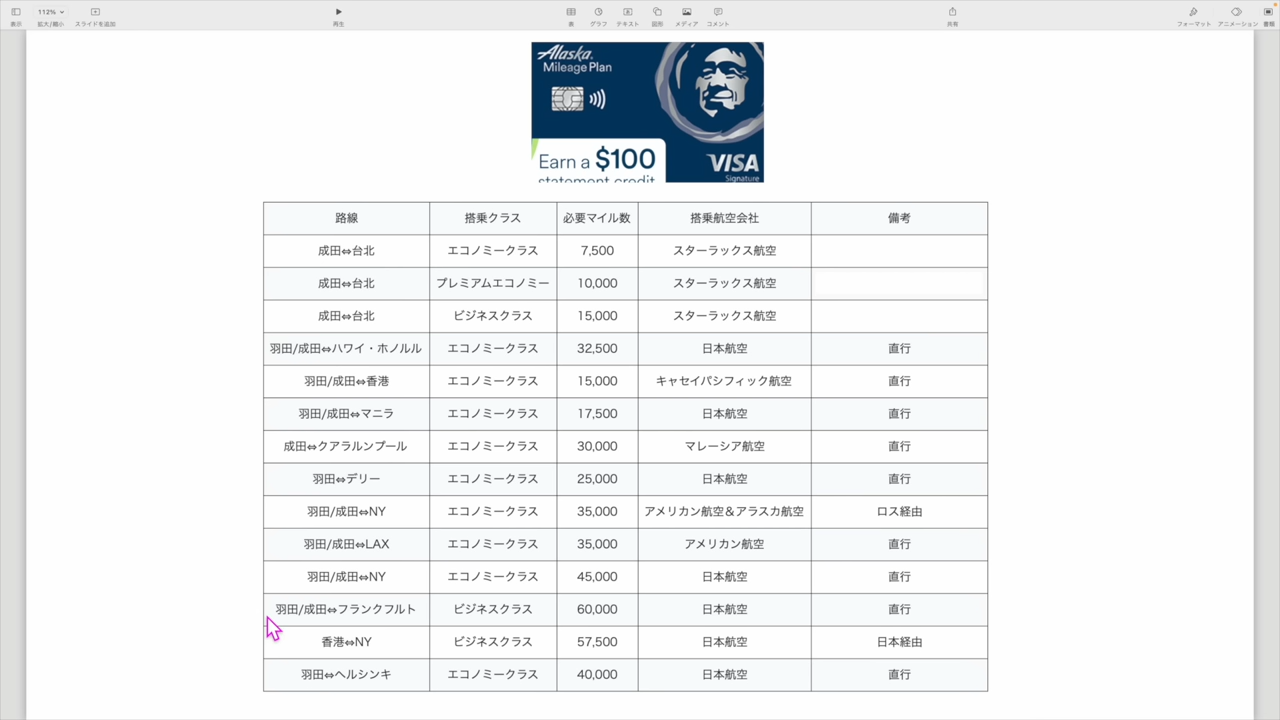 112%
表示
拡大/縮小
スライドを追加
再生
表
グラフ
テキスト
図形
メディア
コメント
共有
フォーマット
アニメーション
書類
Alaska
Mileage Plan
Earn a $100
statement credit
VISA
Signature
路線 搭乗クラス 必要マイル数 搭乗航空会社 備考
成田⇔台北 エコノミークラス 7,500 スターラックス航空
成田⇔台北 プレミアムエコノミー 10,000 スターラックス航空
成田⇔台北 ビジネスクラス 15,000 スターラックス航空
羽田/成田⇔ハワイ・ホノルル エコノミークラス 32,500 日本航空 直行
羽田/成田⇔香港 エコノミークラス 15,000 キャセイパシフィック航空 直行
羽田/成田⇔マニラ エコノミークラス 17,500 日本航空 直行
成田⇔クアラルンプール エコノミークラス 30,000 マレーシア航空 直行
羽田⇔デリー エコノミークラス 25,000 日本航空 直行
羽田/成田⇔NY エコノミークラス 35,000 アメリカン航空＆アラスカ航空 ロス経由
羽田/成田⇔LAX エコノミークラス 35,000 アメリカン航空 直行
羽田/成田⇔NY エコノミークラス 45,000 日本航空 直行
羽田/成田⇔フランクフルト ビジネスクラス 60,000 日本航空 直行
香港⇔NY ビジネスクラス 57,500 日本航空 日本経由
羽田⇔ヘルシンキ エコノミークラス 40,000 日本航空 直行